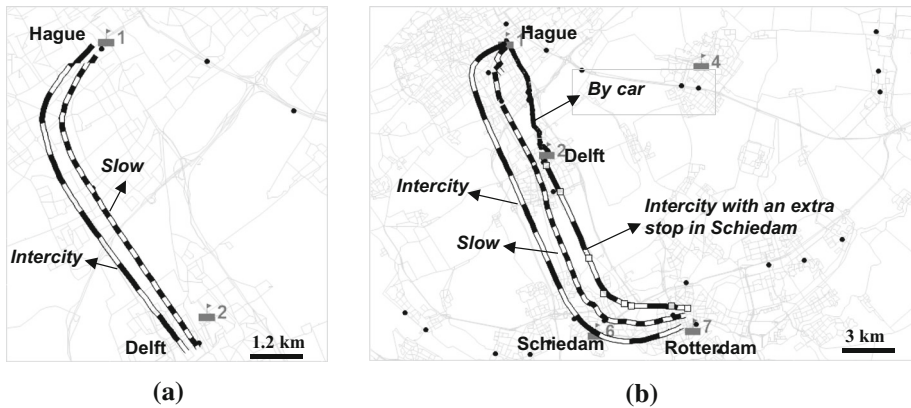 Hague
1
Slow
Intercity
2
Delft
1.2 km
(a)
Hague
1
4
By car
2
Delft
Intercity
Intercity with an extra
stop in Schiedam
Slow
6
7
Schiedam
Rotterdam
3 km
(b)